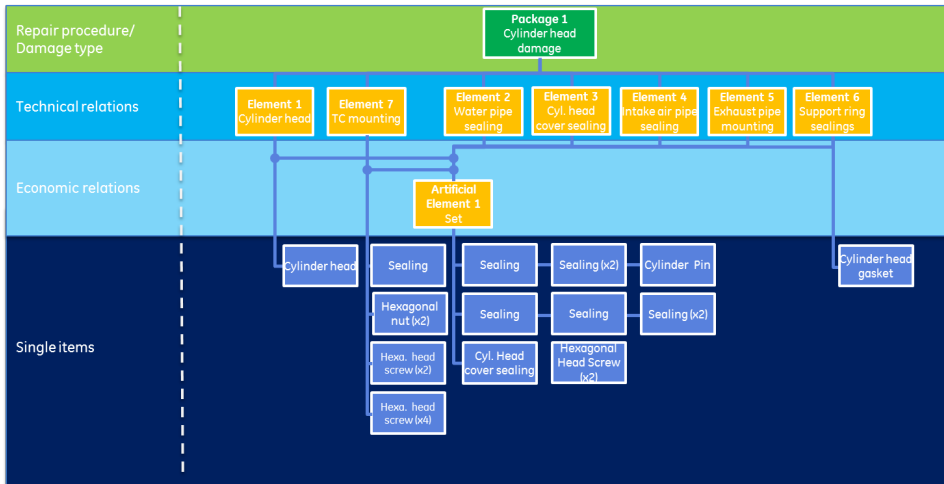 Repair procedure/
Damage type
Package 1
Cylinder head
damage
Technical relations
Element 1
Cylinder head
Element 7
TC mounting
Element 2
Water pipe
sealing
Element 3
Cyl. head
cover sealing
Element 4
Intake air pipe
sealing
Element 5
Exhaust pipe
mounting
Element 6
Support ring
sealings
Economic relations
Artificial
Element 1
Set
Single items
Cylinder head
Sealing
Sealing
Sealing (x2)
Cylinder Pin
Cylinder head
gasket
Hexagonal
nut (x2)
Sealing
Sealing
Sealing (x2)
Hexa. head
screw (x2)
Cyl. Head
cover sealing
Hexagonal
Head Screw
(x2)
Hexa. head
screw (x4)